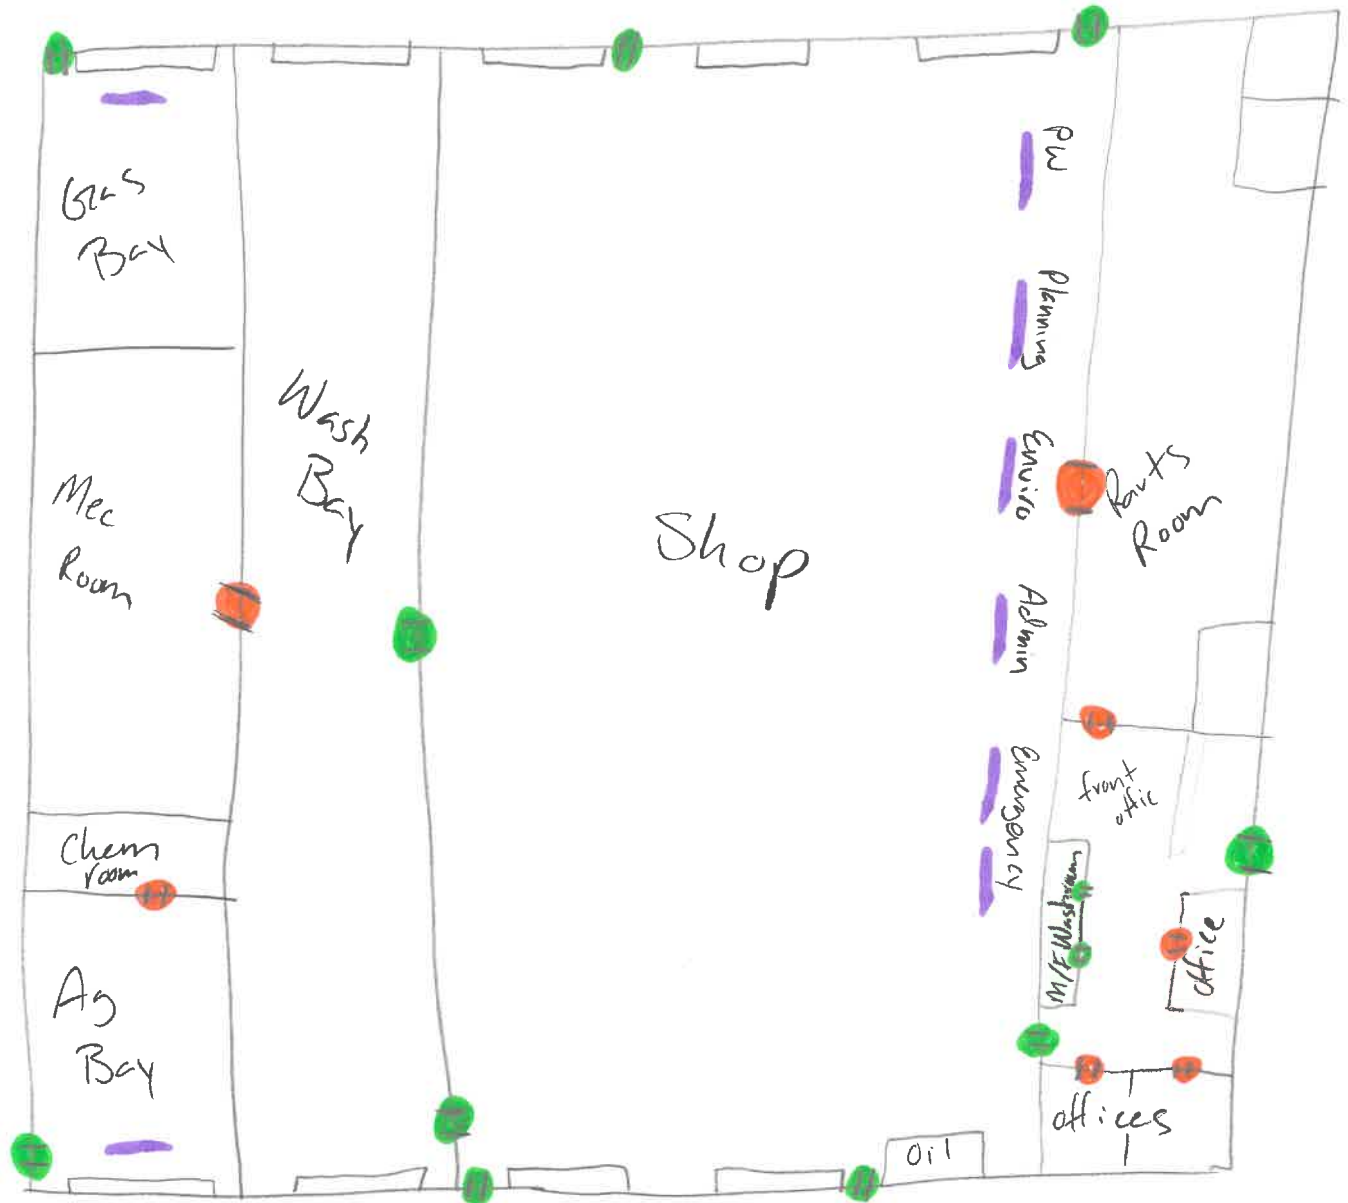 Gas
Bay
Mec
Room
Chem
room
Ag
Bay
Wash
Bay
Shop
PW
Planning
Enviro
Admin
Emergency
Parts
Room
front
offic
M/F Washroom
office
offices
Oil